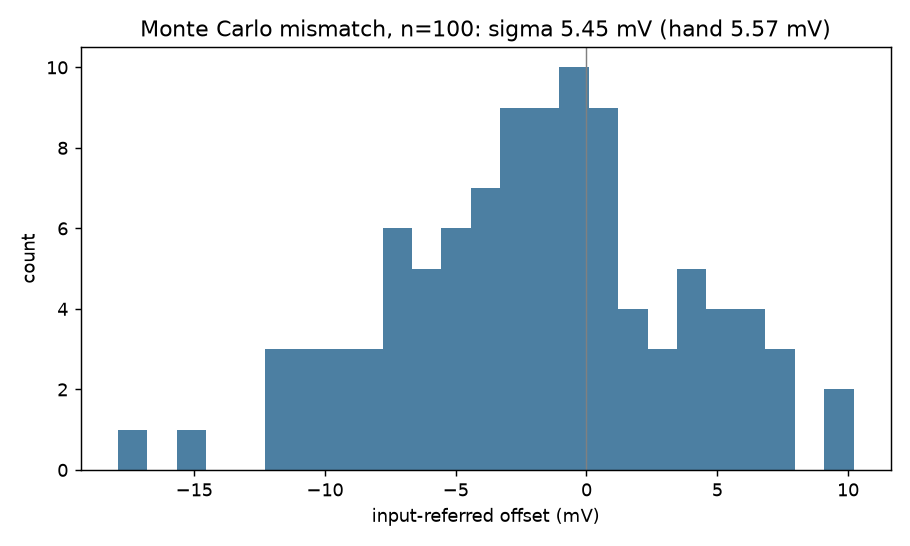 Monte Carlo mismatch, n=100: sigma 5.45 mV (hand 5.57 mV)
10
8
6
4
2
0
count
−15 −10 −5 0 5 10
input-referred offset (mV)